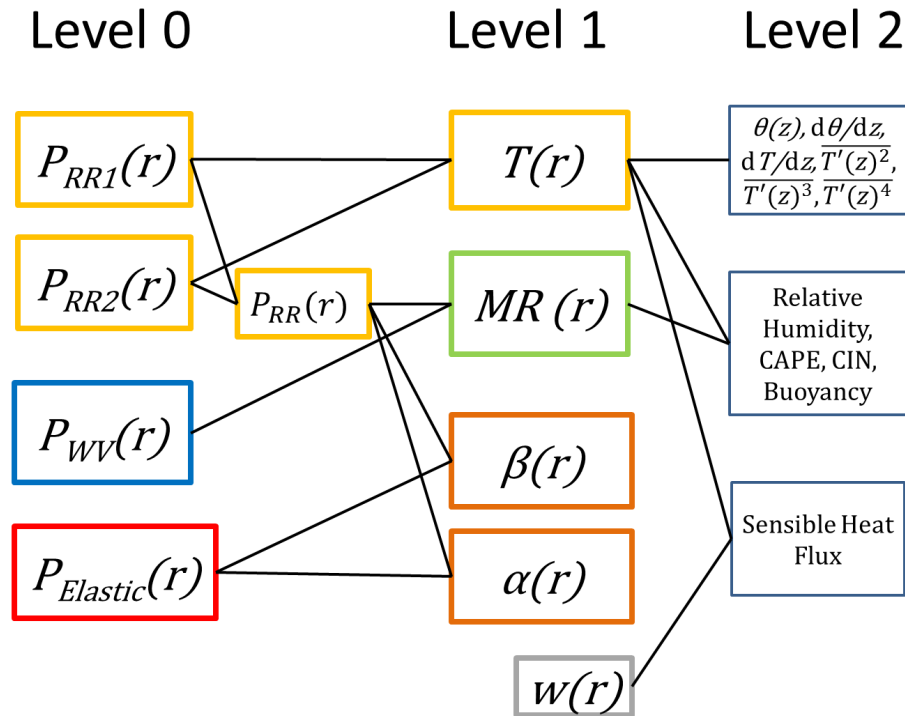 Level 0 Level 1 Level 2
P_RR1(r)
P_RR2(r)
P_RR(r)
P_WV(r)
P_Elastic(r)
T(r)
MR (r)
β(r)
α(r)
w(r)
θ(z), dθ/dz,
dT/dz, \overline{T′(z)^2},
\overline{T′(z)^3}, \overline{T′(z)^4}
Relative
Humidity,
CAPE, CIN,
Buoyancy
Sensible Heat
Flux